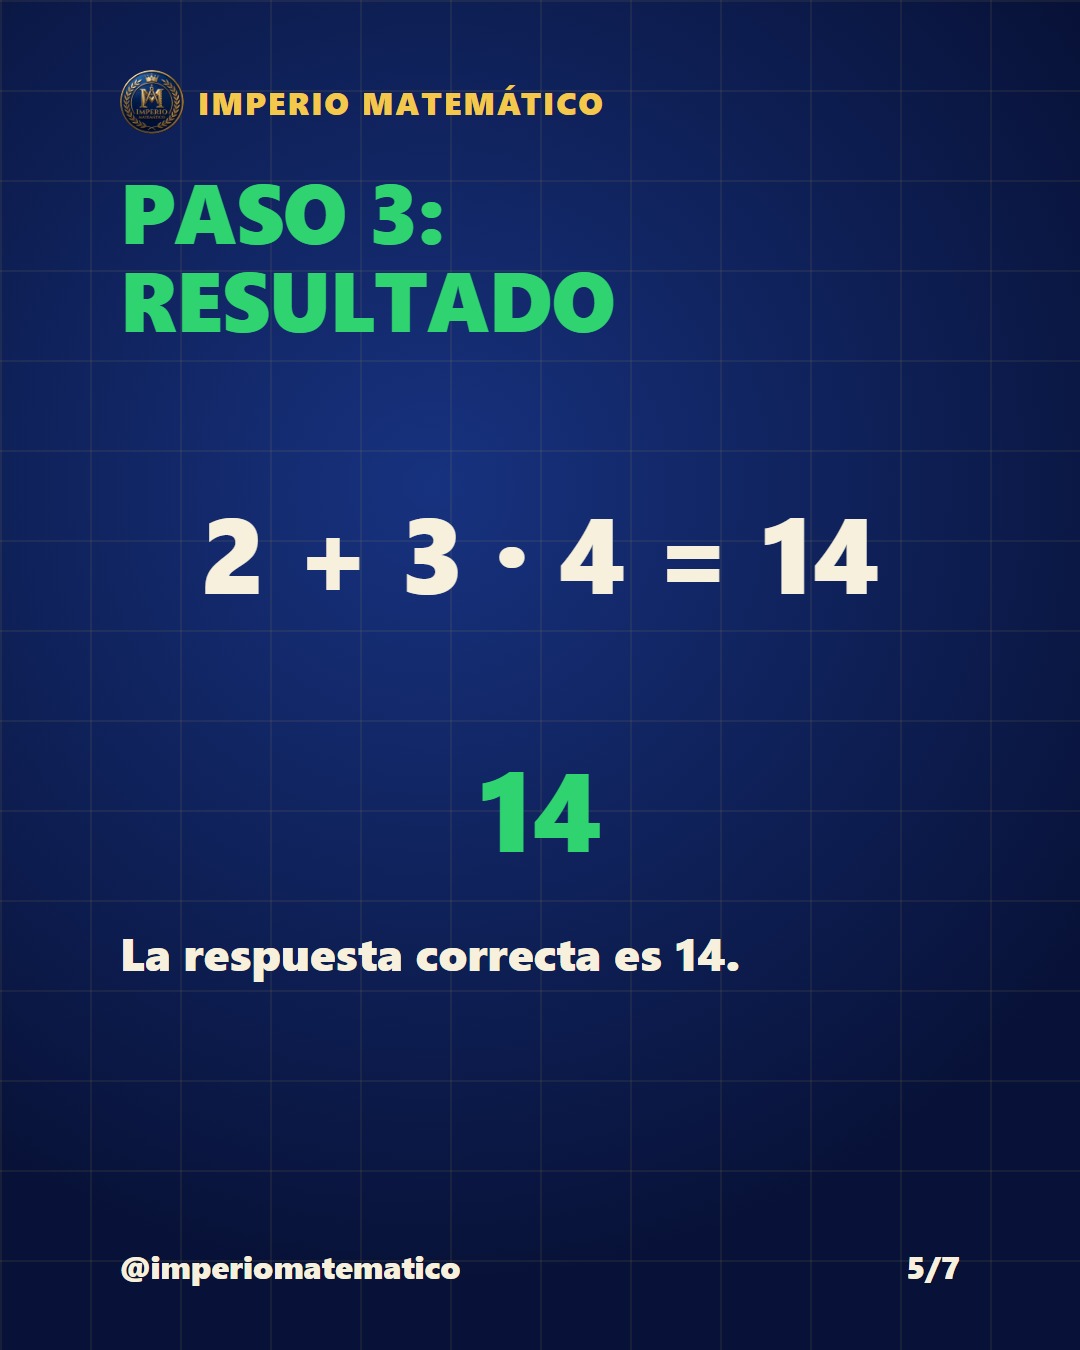 IMPERIO MATEMÁTICO
PASO 3:
RESULTADO
2 + 3 · 4 = 14
14
La respuesta correcta es 14.
@imperiomatematico
5/7